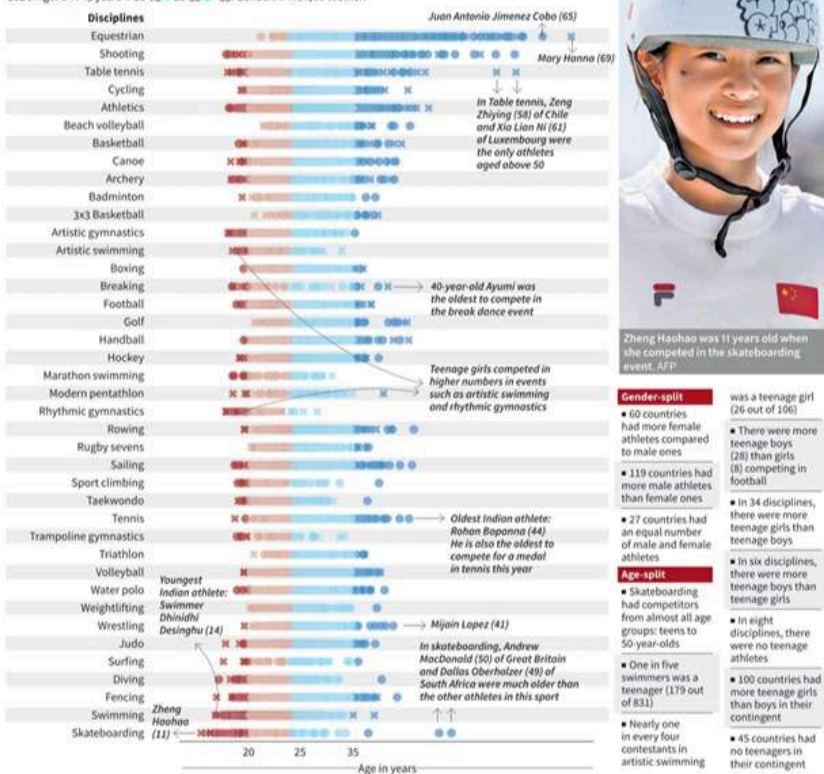 Disciplines
Juan Antonio Jimenez Cobo (65)
Equestrian
Shooting
Mary Hanna (69)
Table tennis
Cycling
Athletics
In Table tennis, Zeng
Zhiying (58) of Chile
and Xia Lian Ni (61)
of Luxembourg were
the only athletes
aged above 50
Beach volleyball
Basketball
Canoe
Archery
Badminton
3x3 Basketball
Artistic gymnastics
Artistic swimming
Boxing
Breaking
40-year-old Ayumi was
the oldest to compete in
the break dance event
Football
Golf
Handball
Hockey
Marathon swimming
Teenage girls competed in
higher numbers in events
such as artistic swimming
and rhythmic gymnastics
Modern pentathlon
Rhythmic gymnastics
Rowing
Rugby sevens
Sailing
Sport climbing
Taekwondo
Tennis
Oldest Indian athlete:
Rohan Bopanna (44)
He is also the oldest to
compete for a medal
in tennis this year
Trampoline gymnastics
Triathlon
Volleyball
Youngest
Indian athlete:
Swimmer
Dhinidhi
Desinghu (14)
Water polo
Weightlifting
Wrestling
Mijain Lopez (41)
Judo
In skateboarding, Andrew
MacDonald (50) of Great Britain
and Dallas Oberholzer (49) of
South Africa were much older than
the other athletes in this sport
Surfing
Diving
Fencing
Swimming
Zheng
Haohao
(11)
Skateboarding
20 25 35
Age in years
Zheng Haohao was 11 years old when
she competed in the skateboarding
event. AFP
Gender-split
60 countries
had more female
athletes compared
to male ones
119 countries had
more male athletes
than female ones
27 countries had
an equal number
of male and female
athletes
Age-split
Skateboarding
had competitors
from almost all age
groups: teens to
50-year-olds
One in five
swimmers was a
teenager (179 out
of 831)
Nearly one
in every four
contestants in
artistic swimming
was a teenage girl
(26 out of 106)
There were more
teenage boys
(28) than girls
(8) competing in
football
In 34 disciplines,
there were more
teenage girls than
teenage boys
In six disciplines,
there were more
teenage boys than
teenage girls
In eight
disciplines, there
were no teenage
athletes
100 countries had
more teenage girls
than boys in their
contingent
45 countries had
no teenagers in
their contingent